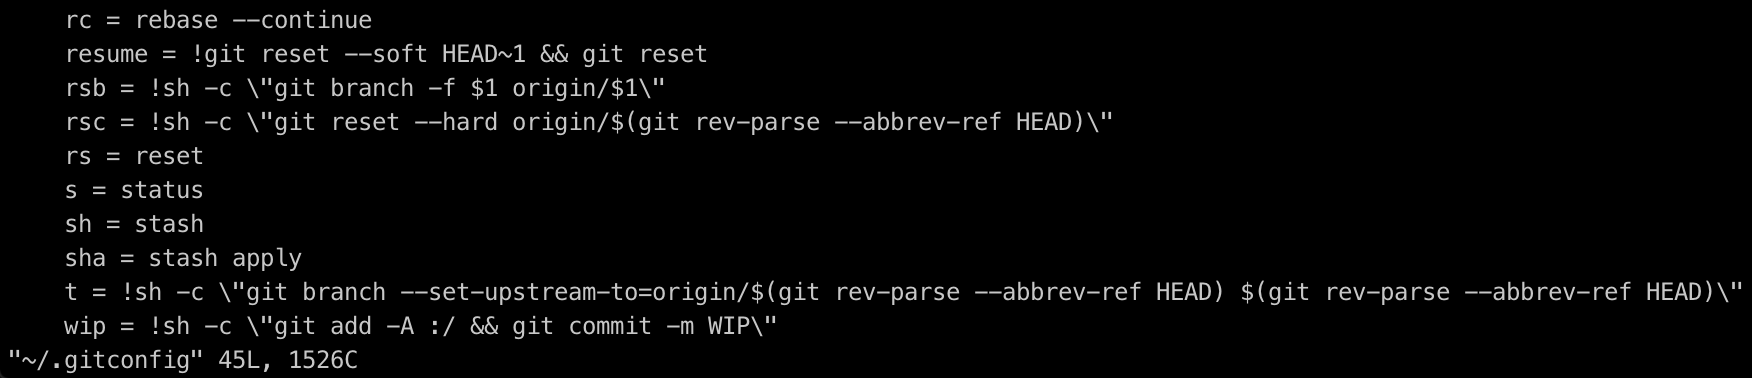 rc = rebase --continue
resume = !git reset --soft HEAD~1 && git reset
rsb = !sh -c \"git branch -f $1 origin/$1\"
rsc = !sh -c \"git reset --hard origin/$(git rev-parse --abbrev-ref HEAD)\"
rs = reset
s = status
sh = stash
sha = stash apply
t = !sh -c \"git branch --set-upstream-to=origin/$(git rev-parse --abbrev-ref HEAD) $(git rev-parse --abbrev-ref HEAD)\"
wip = !sh -c \"git add -A :/ && git commit -m WIP\"
"~/.gitconfig" 45L, 1526C